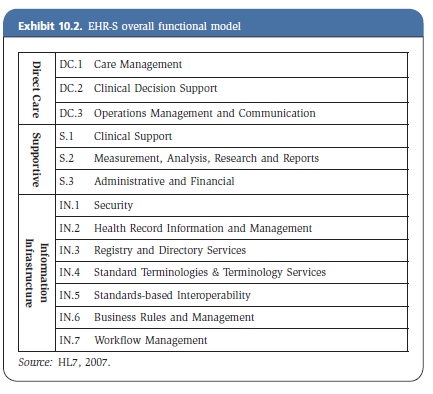 Exhibit 10.2. EHR-S overall functional model
Direct Care
DC.1 Care Management
DC.2 Clinical Decision Support
DC.3 Operations Management and Communication
Supportive
S.1 Clinical Support
S.2 Measurement, Analysis, Research and Reports
S.3 Administrative and Financial
Information
Infrastructure
IN.1 Security
IN.2 Health Record Information and Management
IN.3 Registry and Directory Services
IN.4 Standard Terminologies & Terminology Services
IN.5 Standards-based Interoperability
IN.6 Business Rules and Management
IN.7 Workflow Management
Source: HL7, 2007.